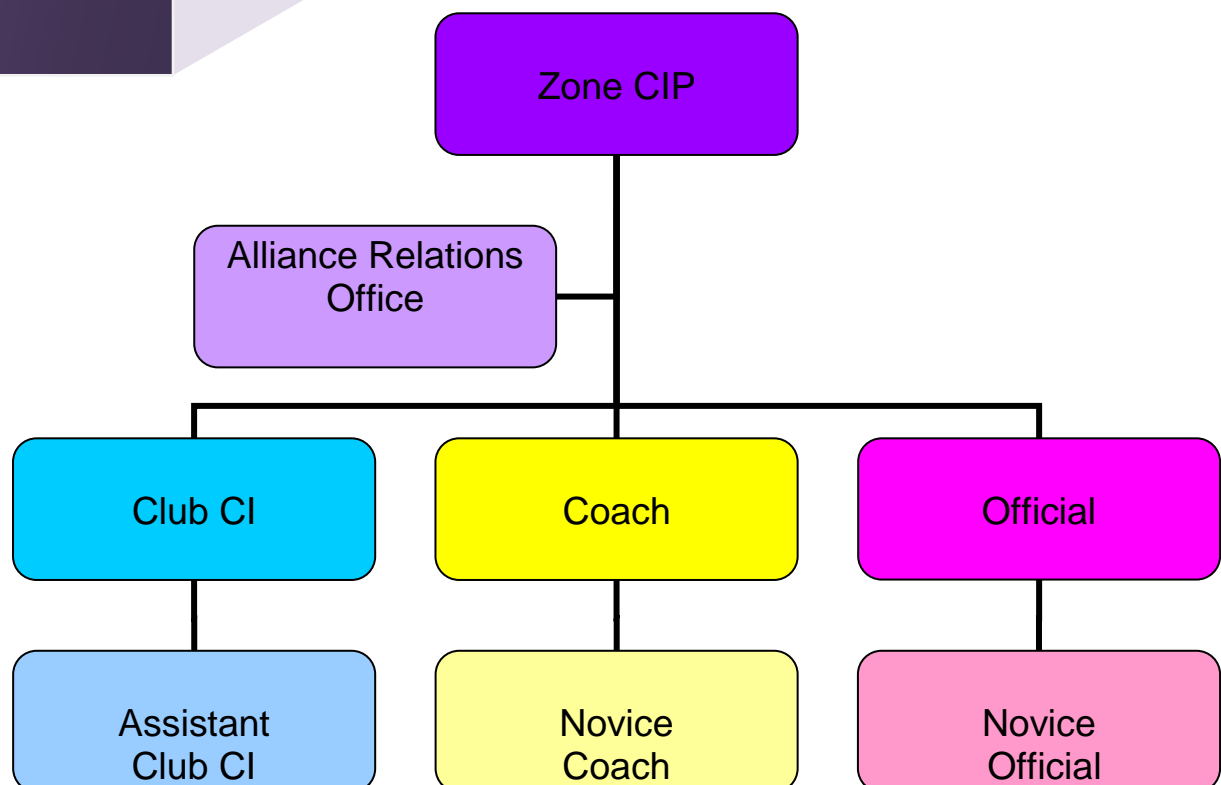 Zone CIP
Alliance Relations
Office
Club CI
Coach
Official
Assistant
Club CI
Novice
Coach
Novice
Official